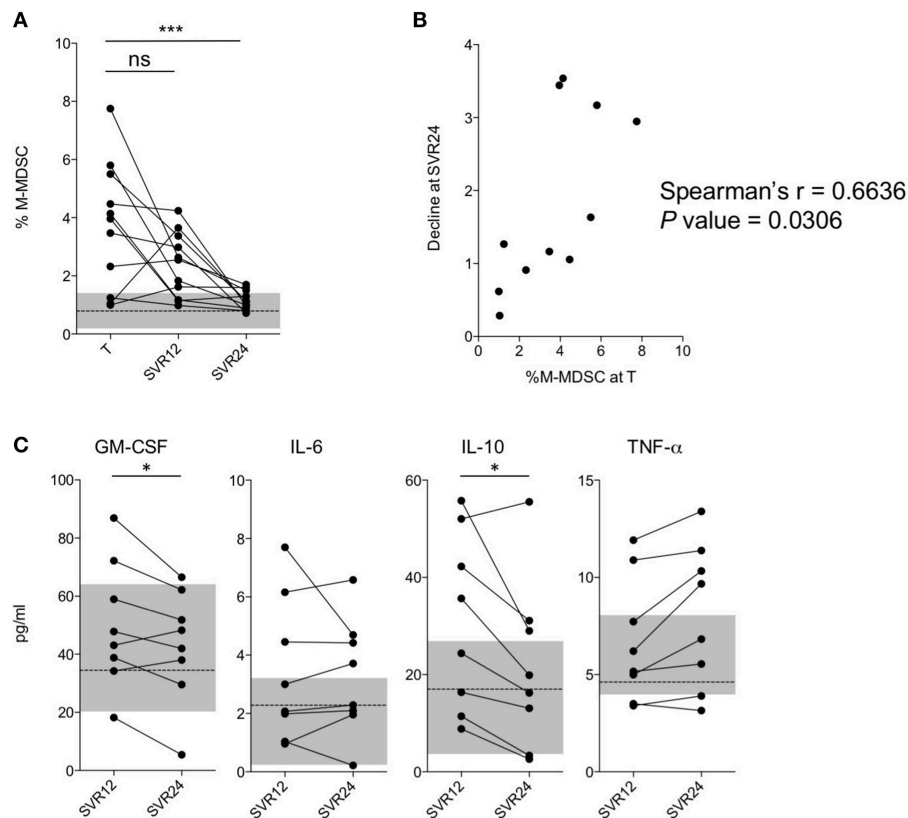 A
***
ns
10
8
6
4
2
0
% M-MDSC
T
SVR12
SVR24
B
4
3
2
1
0
Decline at SVR24
0 2 4 6 8 10
%M-MDSC at T
Spearman's r = 0.6636
P value = 0.0306
C
GM-CSF
*
100
80
60
40
20
0
pg/ml
SVR12
SVR24
IL-6
10
8
6
4
2
0
SVR12
SVR24
IL-10
*
60
40
20
0
SVR12
SVR24
TNF-α
15
10
5
0
SVR12
SVR24